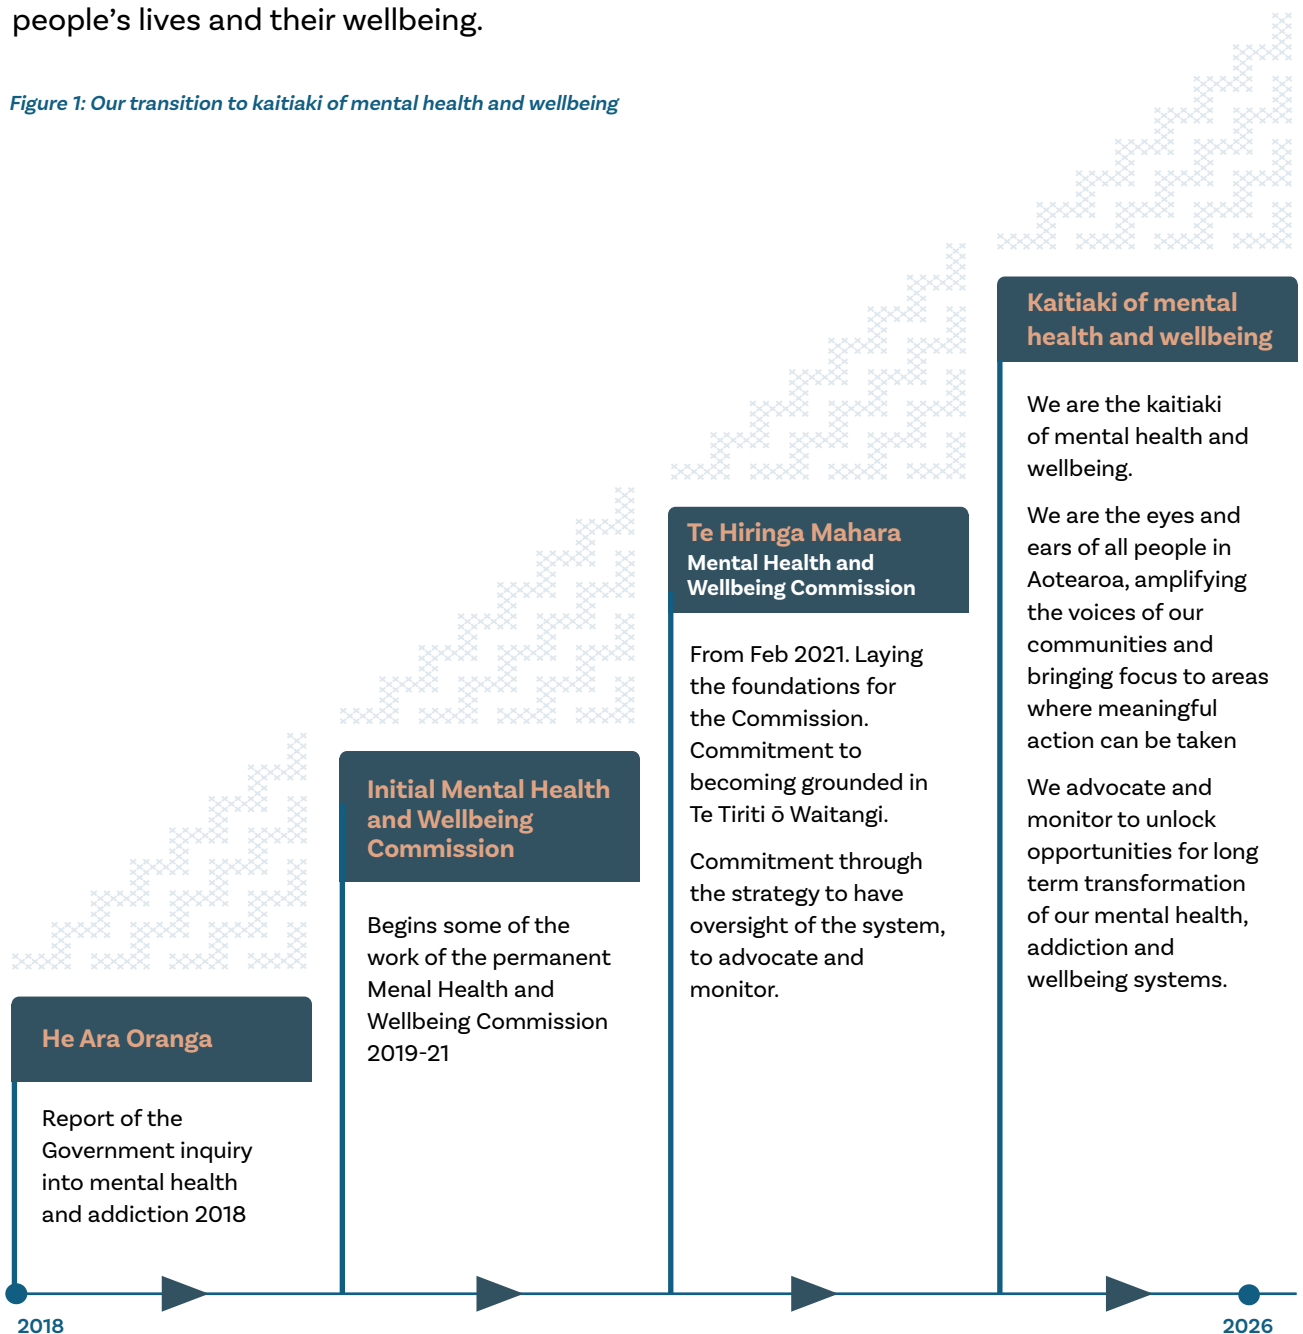 people’s lives and their wellbeing.
Figure 1: Our transition to kaitiaki of mental health and wellbeing
He Ara Oranga
Report of the
Government inquiry
into mental health
and addiction 2018
Initial Mental Health
and Wellbeing
Commission
Begins some of the
work of the permanent
Menal Health and
Wellbeing Commission
2019-21
Te Hiringa Mahara
Mental Health and
Wellbeing Commission
From Feb 2021. Laying
the foundations for
the Commission.
Commitment to
becoming grounded in
Te Tiriti ō Waitangi.
Commitment through
the strategy to have
oversight of the system,
to advocate and
monitor.
Kaitiaki of mental
health and wellbeing
We are the kaitiaki
of mental health and
wellbeing.
We are the eyes and
ears of all people in
Aotearoa, amplifying
the voices of our
communities and
bringing focus to areas
where meaningful
action can be taken
We advocate and
monitor to unlock
opportunities for long
term transformation
of our mental health,
addiction and
wellbeing systems.
2018
2026